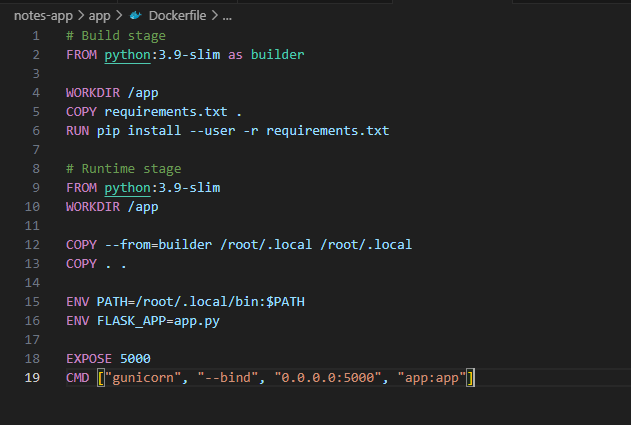 notes-app > app > Dockerfile > ...
1 # Build stage
2 FROM python:3.9-slim as builder
3
4 WORKDIR /app
5 COPY requirements.txt .
6 RUN pip install --user -r requirements.txt
7
8 # Runtime stage
9 FROM python:3.9-slim
10 WORKDIR /app
11
12 COPY --from=builder /root/.local /root/.local
13 COPY . .
14
15 ENV PATH=/root/.local/bin:$PATH
16 ENV FLASK_APP=app.py
17
18 EXPOSE 5000
19 CMD ["gunicorn", "--bind", "0.0.0.0:5000", "app:app"]